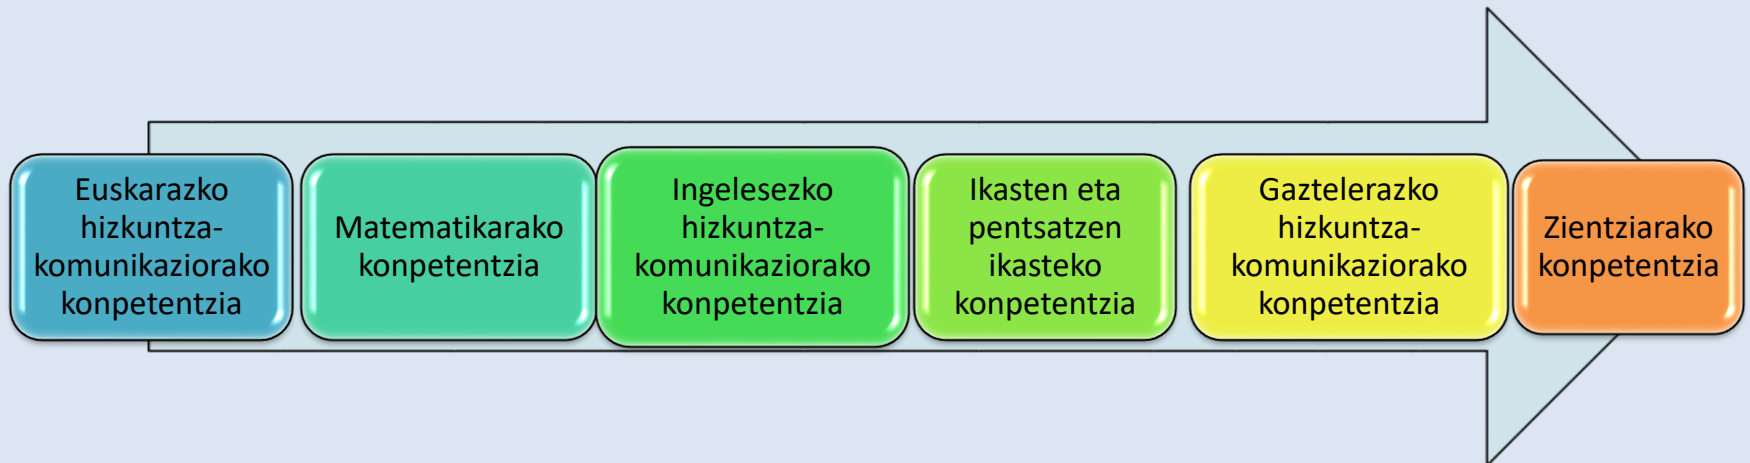 Euskarazko
hizkuntza-
komunikaziorako
konpetentzia
Matematikarako
konpetentzia
Ingelesezko
hizkuntza-
komunikaziorako
konpetentzia
Ikasten eta
pentsatzen
ikasteko
konpetentzia
Gaztelerazko
hizkuntza-
komunikaziorako
konpetentzia
Zientziarako
konpetentzia